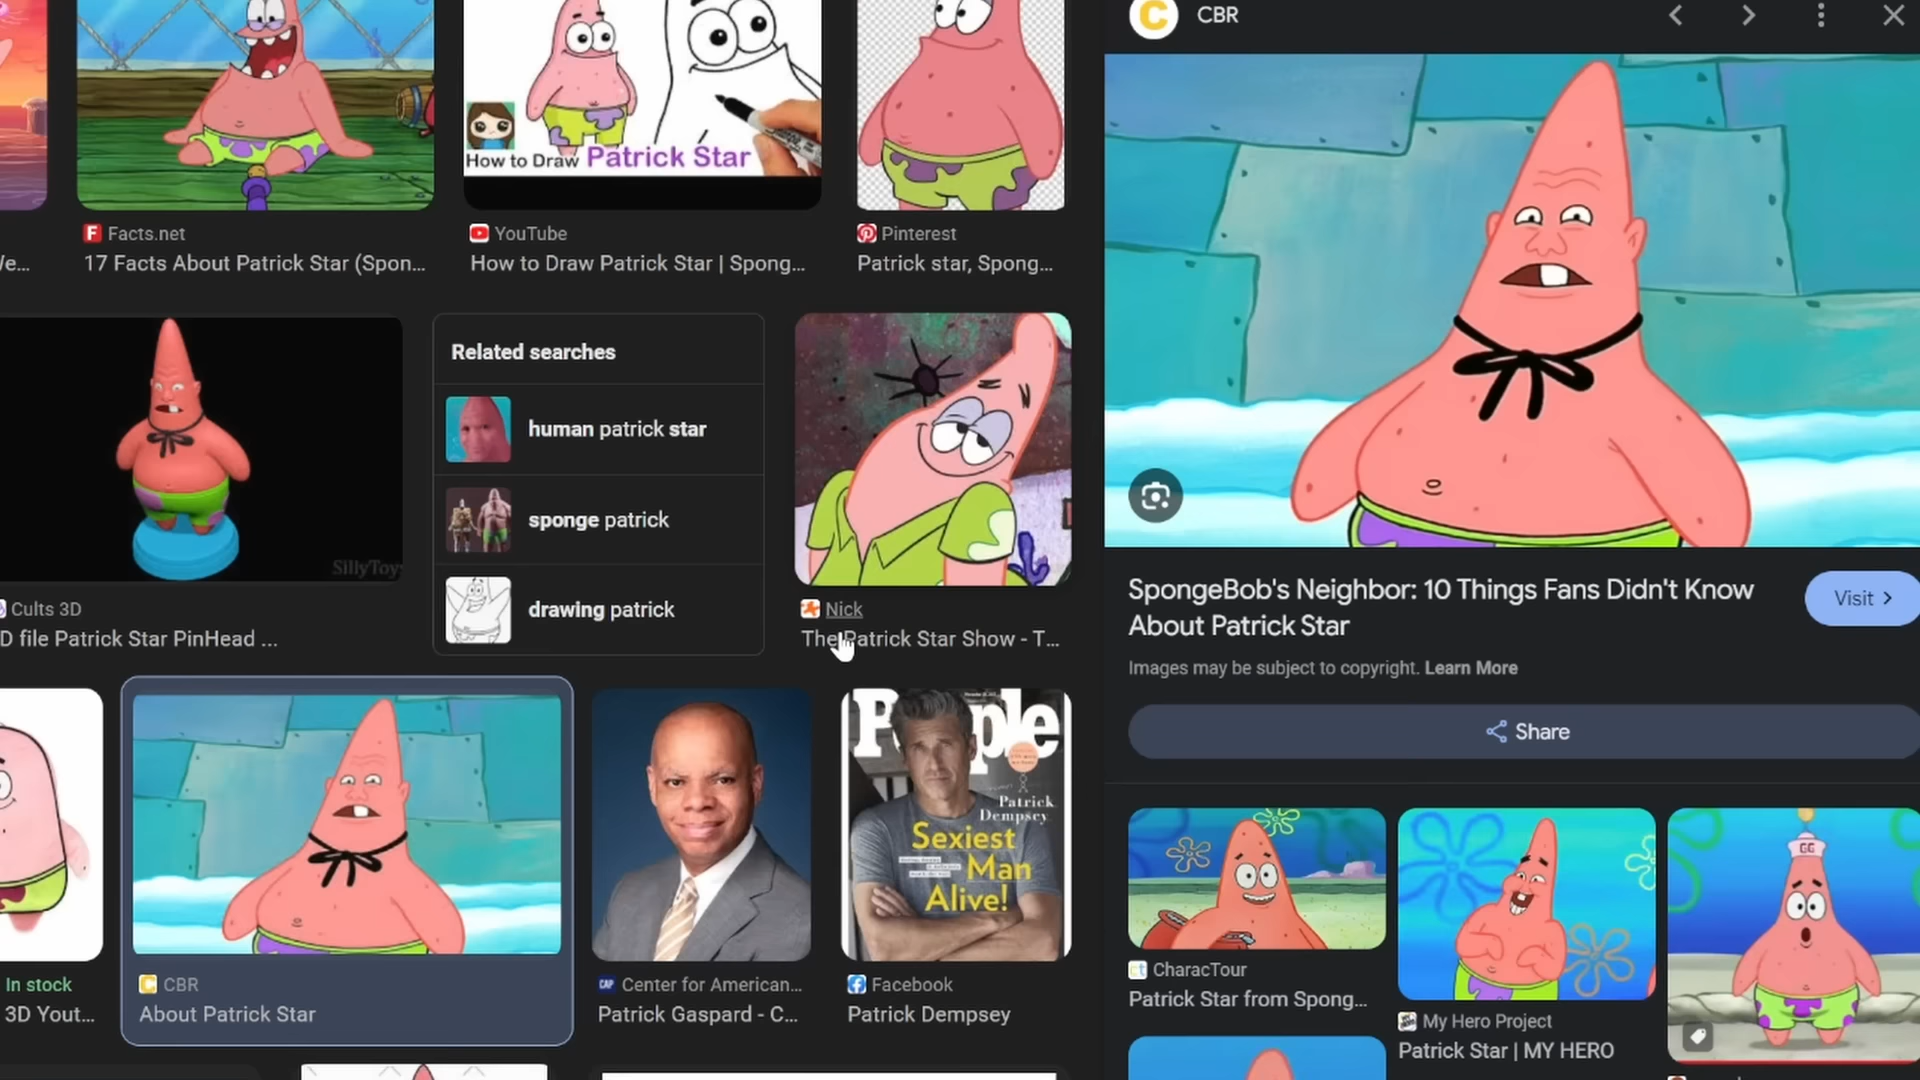 CBR
How to Draw Patrick Star
Facts.net
17 Facts About Patrick Star (Spon...
YouTube
How to Draw Patrick Star | Spong...
Pinterest
Patrick star, Spong...
Related searches
human patrick star
sponge patrick
drawing patrick
SillyToys
Cults 3D
D file Patrick Star PinHead ...
Nick
The Patrick Star Show - T...
SpongeBob's Neighbor: 10 Things Fans Didn't Know
About Patrick Star
Visit
Images may be subject to copyright. Learn More
Share
People
Patrick
Dempsey
Sexiest
Man
Alive!
In stock
3D Yout...
CBR
About Patrick Star
CAP
Center for American...
Patrick Gaspard - C...
Facebook
Patrick Dempsey
GG
CharacTour
Patrick Star from Spong...
My Hero Project
Patrick Star | MY HERO